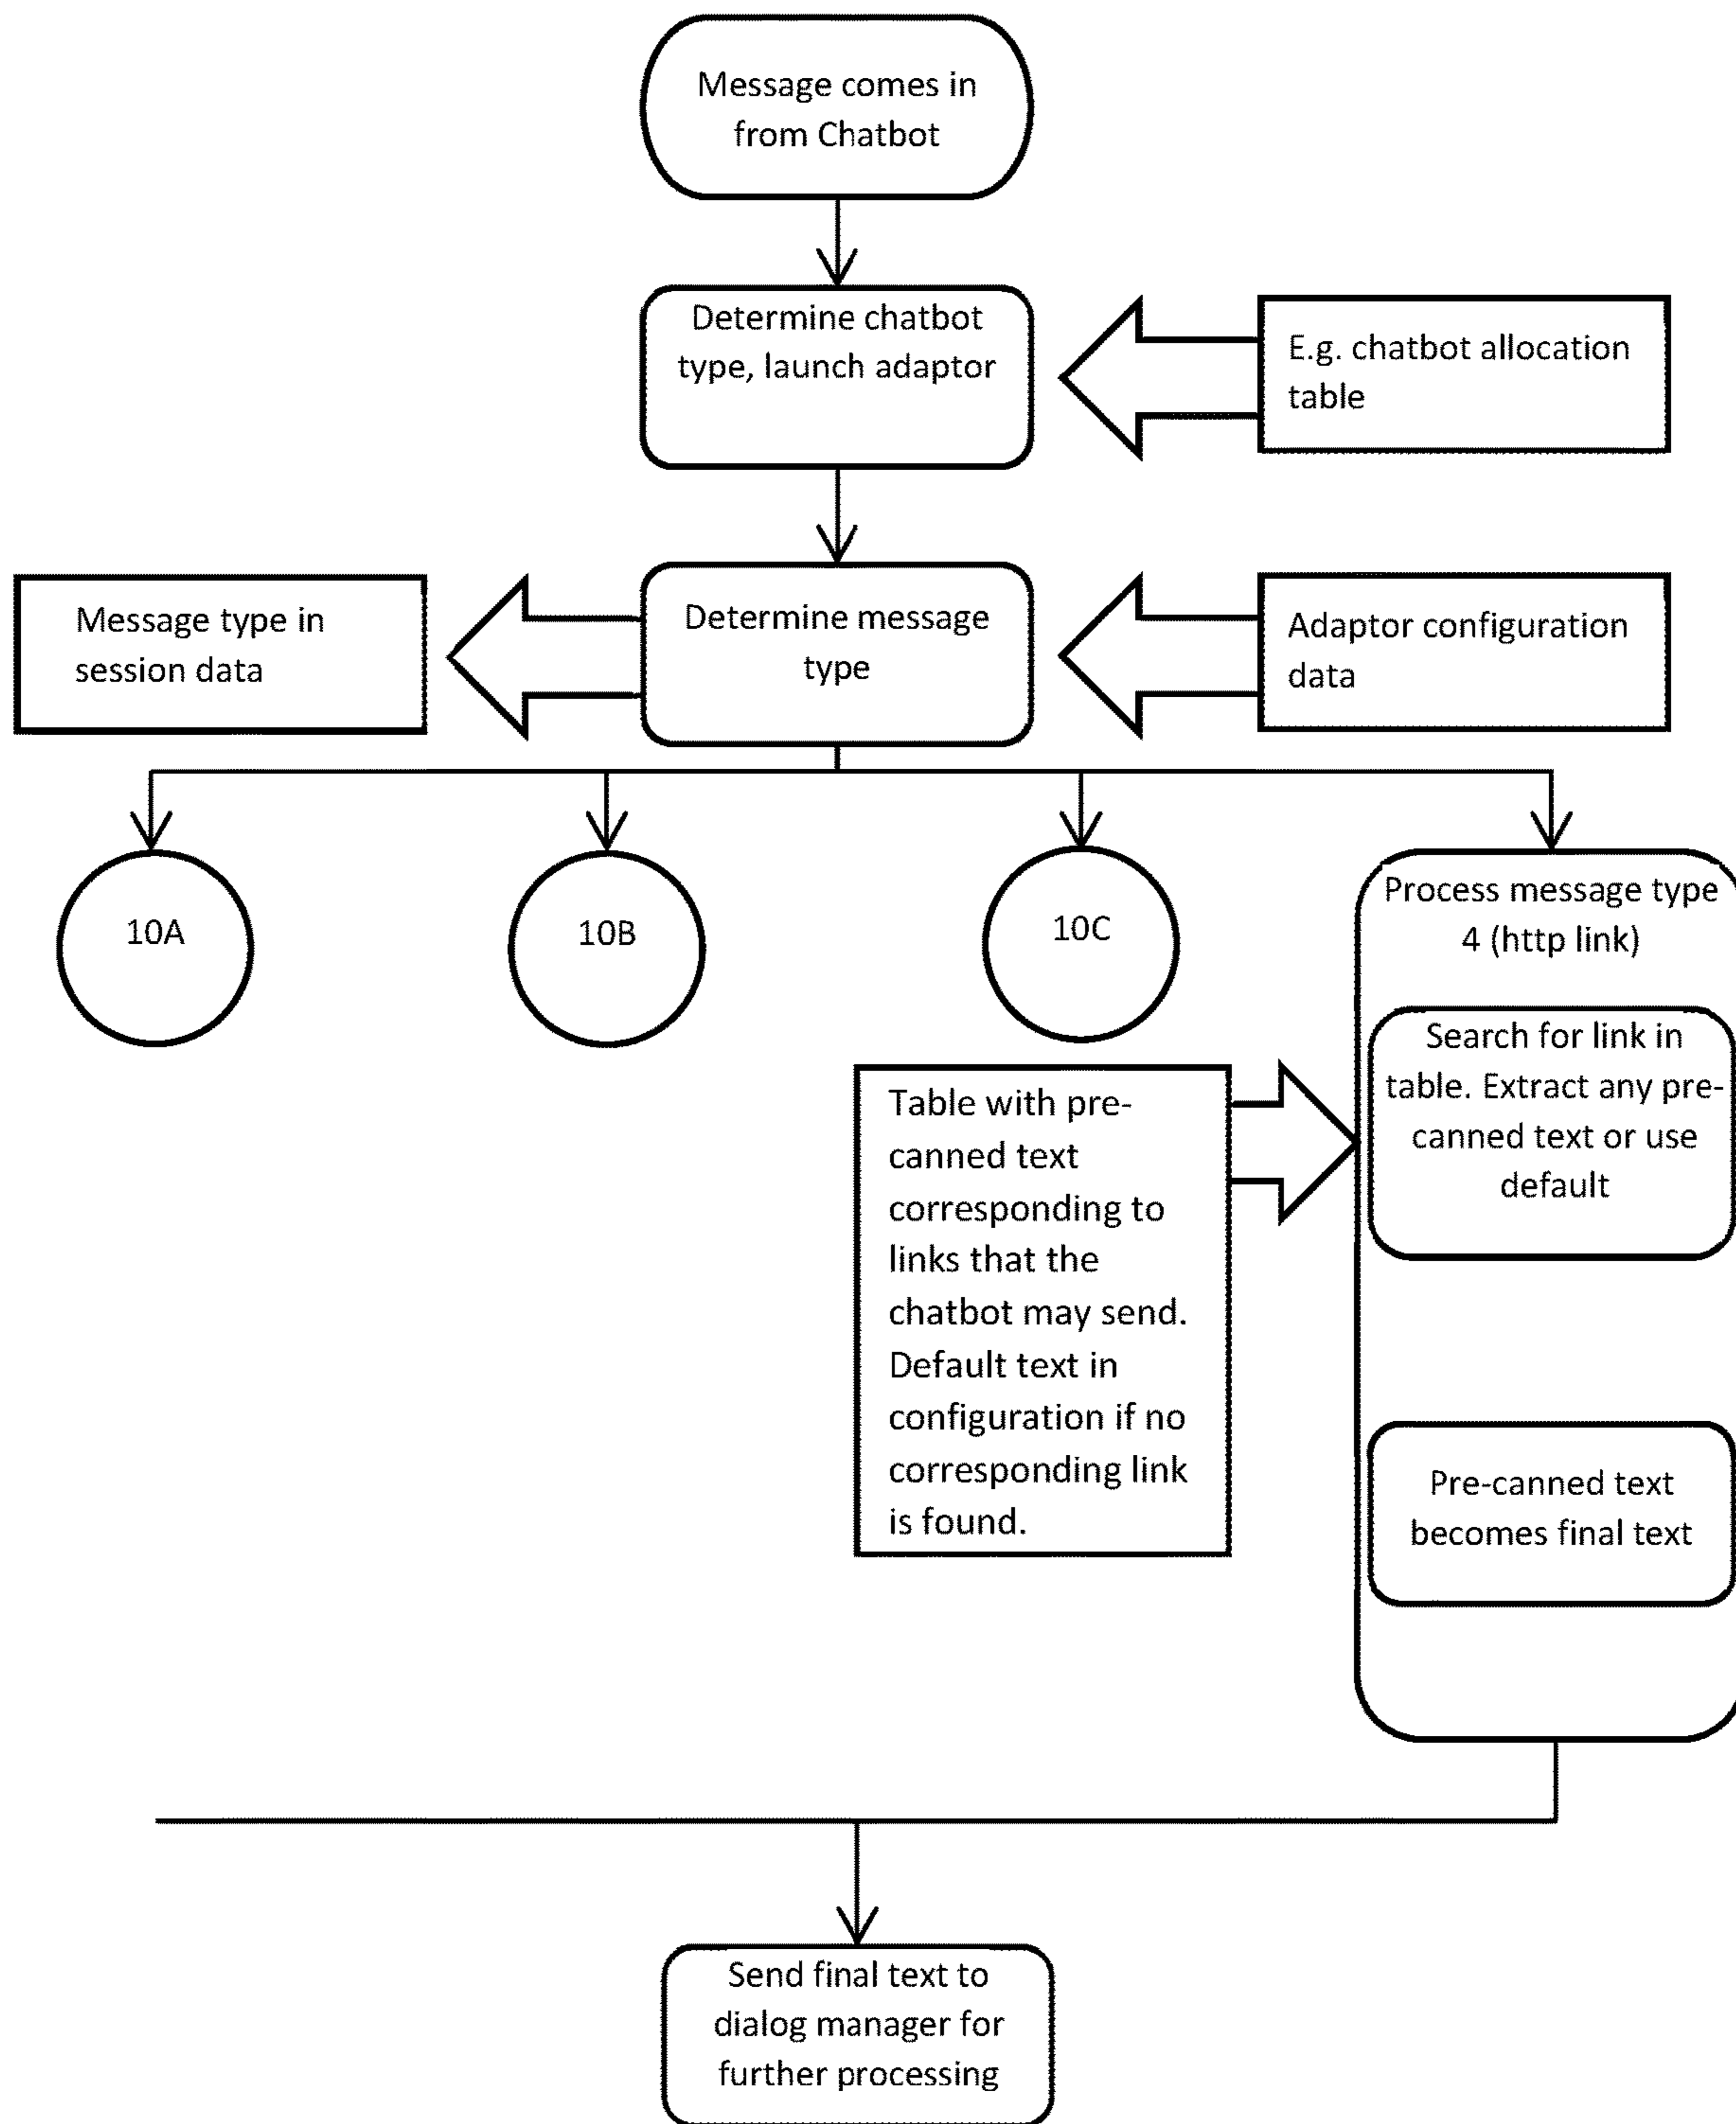 Message comes in
from Chatbot
Determine chatbot
type, launch adaptor
E.g. chatbot allocation
table
Message type in
session data
Determine message
type
Adaptor configuration
data
10A
10B
10C
Process message type
4 (http link)
Search for link in
table. Extract any pre-
canned text or use
default
Table with pre-
canned text
corresponding to
links that the
chatbot may send.
Default text in
configuration if no
corresponding link
is found.
Pre-canned text
becomes final text
Send final text to
dialog manager for
further processing